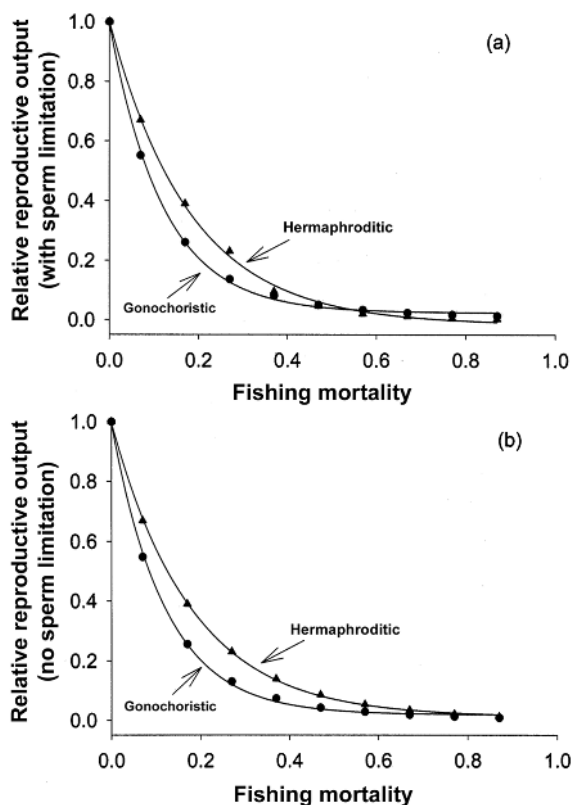 (a)
Relative reproductive output
(with sperm limitation)
1.0
0.8
0.6
0.4
0.2
0.0
Hermaphroditic
Gonochoristic
0.0 0.2 0.4 0.6 0.8 1.0
Fishing mortality
(b)
Relative reproductive output
(no sperm limitation)
1.0
0.8
0.6
0.4
0.2
0.0
Hermaphroditic
Gonochoristic
0.0 0.2 0.4 0.6 0.8 1.0
Fishing mortality